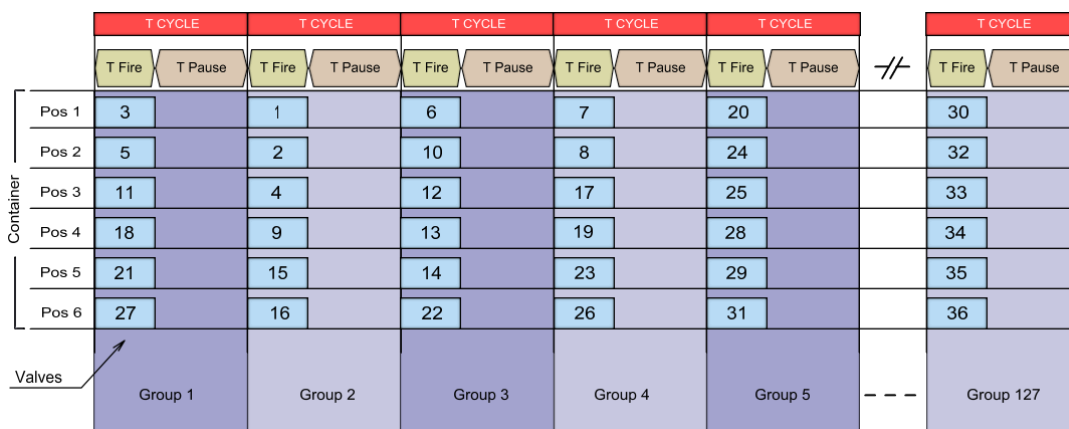 T CYCLE T CYCLE T CYCLE T CYCLE T CYCLE T CYCLE
T Fire T Pause T Fire T Pause T Fire T Pause T Fire T Pause T Fire T Pause T Fire T Pause
Container
Pos 1 3 1 6 7 20 30
Pos 2 5 2 10 8 24 32
Pos 3 11 4 12 17 25 33
Pos 4 18 9 13 19 28 34
Pos 5 21 15 14 23 29 35
Pos 6 27 16 22 26 31 36
Valves
Group 1 Group 2 Group 3 Group 4 Group 5 Group 127